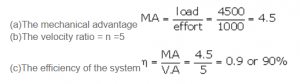 (a)The mechanical advantage MA = load/effort = 4500/1000 = 4.5
(b)The velocity ratio = n =5
(c)The efficiency of the system η = MA/V.A = 4.5/5 = 0.9 or 90%